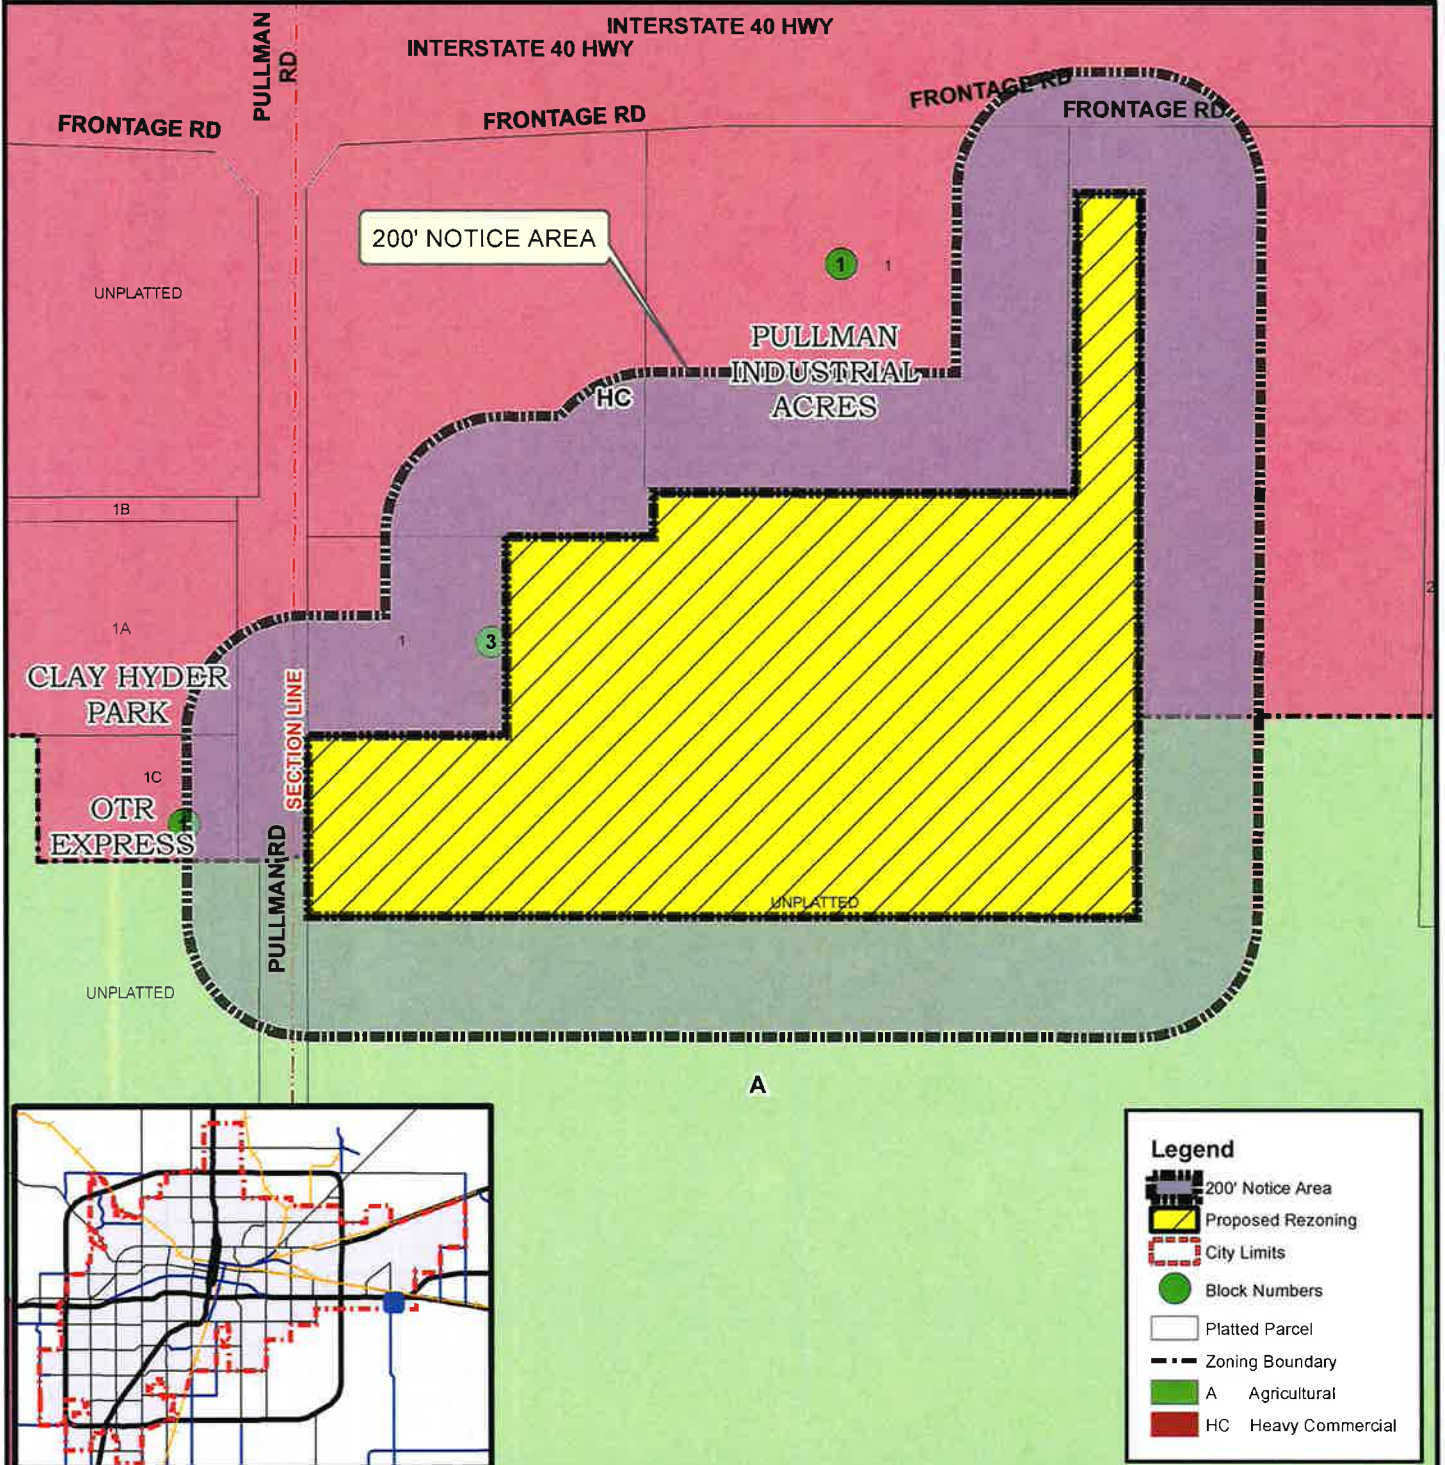 INTERSTATE 40 HWY
INTERSTATE 40 HWY
PULLMAN
RD
FRONTAGE RD
FRONTAGE RD
FRONTAGE RD
FRONTAGE RD
200' NOTICE AREA
UNPLATTED
1
1
PULLMAN
INDUSTRIAL
ACRES
HC
1B
1A
1
3
2
CLAY HYDER
PARK
SECTION LINE
1C
OTR
EXPRESS
PULLMAN RD
UNPLATTED
UNPLATTED
A
Legend
200' Notice Area
Proposed Rezoning
City Limits
Block Numbers
Platted Parcel
Zoning Boundary
A Agricultural
HC Heavy Commercial